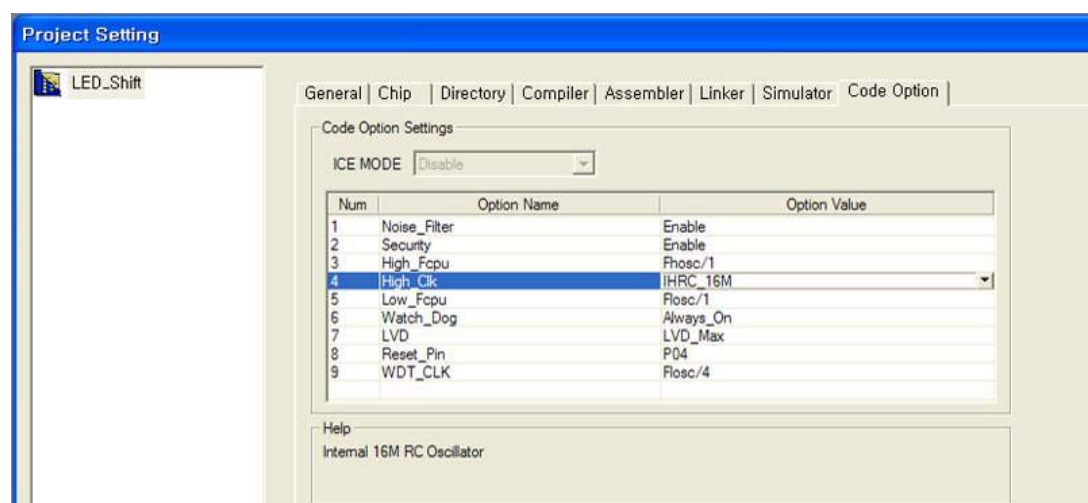 Project Setting
LED_Shift
General Chip Directory Compiler Assembler Linker Simulator Code Option
Code Option Settings
ICE MODE Disable
Num Option Name Option Value
1 Noise_Filter Enable
2 Security Enable
3 High_Fcpu Fhosc/1
4 High_Clk IHRC_16M
5 Low_Fcpu Flosc/1
6 Watch_Dog Always_On
7 LVD LVD_Max
8 Reset_Pin P04
9 WDT_CLK Flosc/4
Help
Internal 16M RC Oscillator